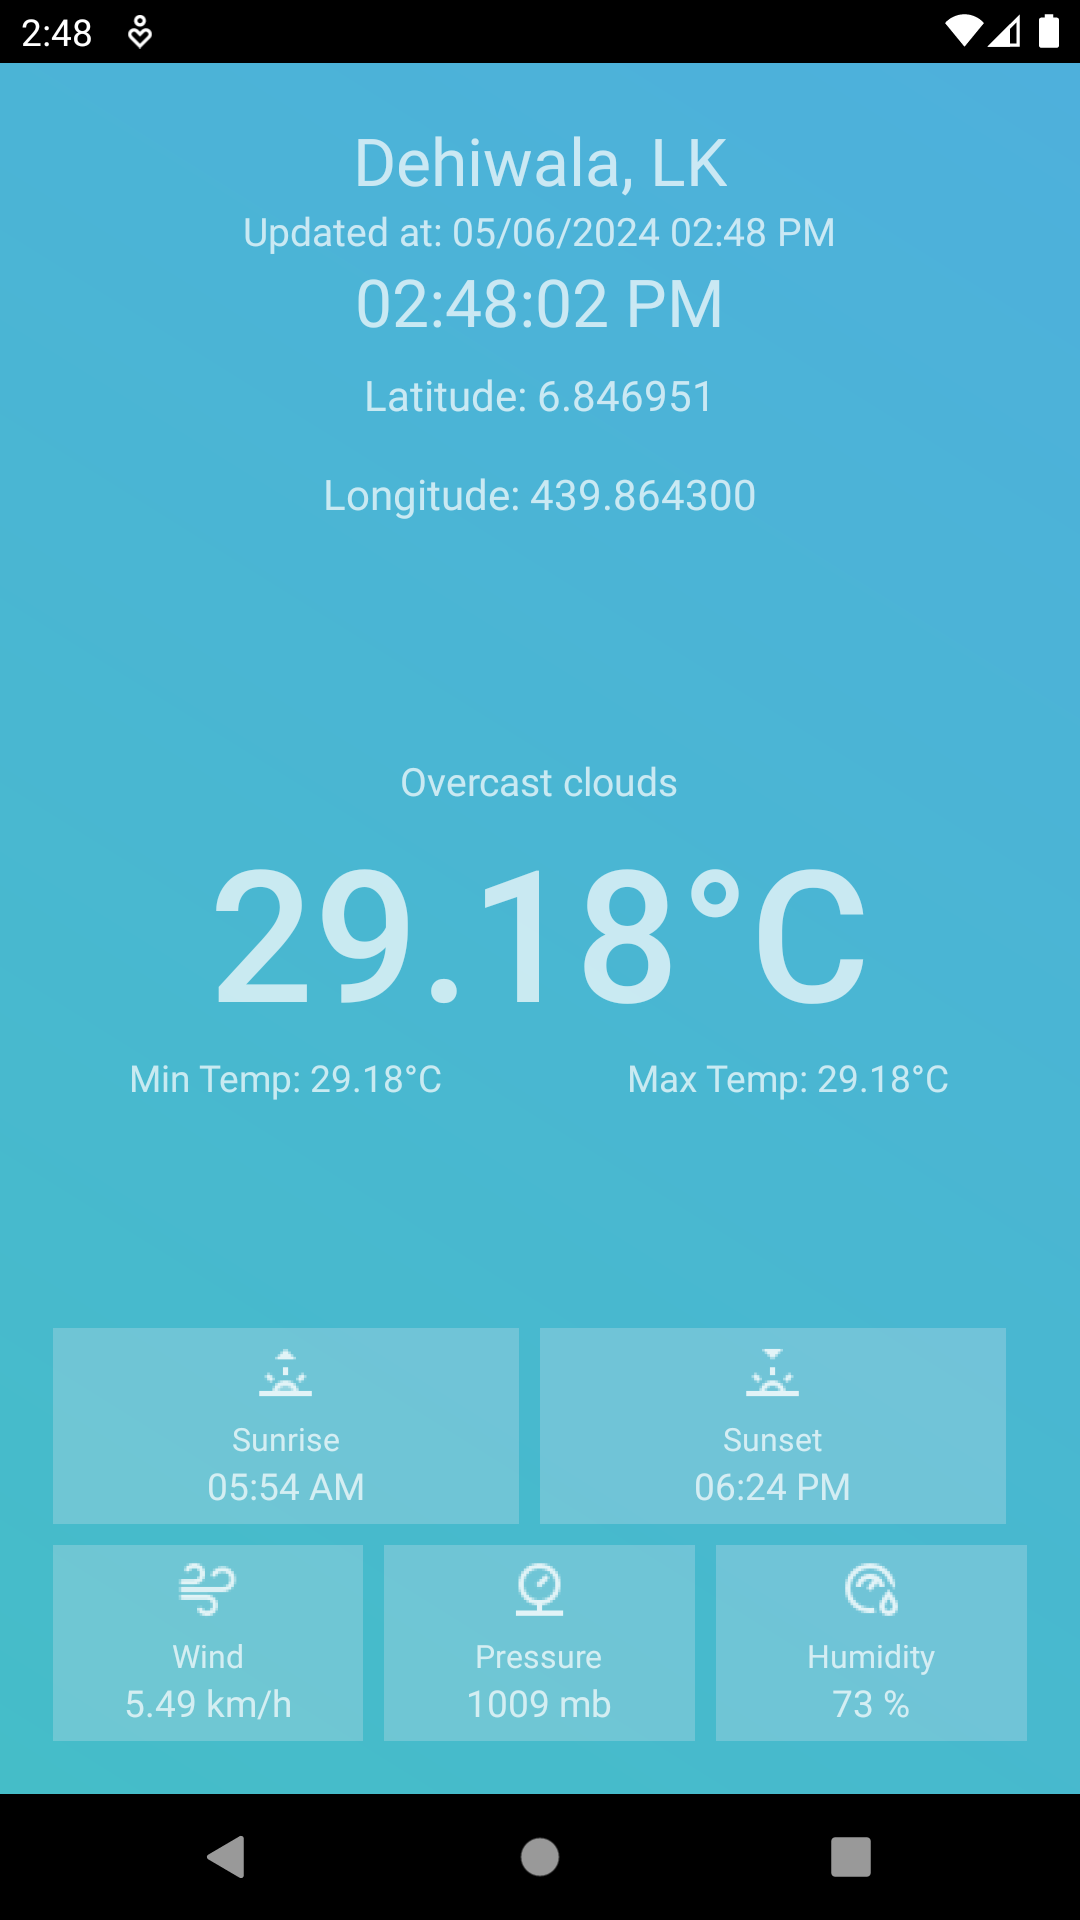 2:48
Dehiwala, LK
Updated at: 05/06/2024 02:48 PM
02:48:02 PM
Latitude: 6.846951
Longitude: 439.864300
Overcast clouds
29.18°C
Min Temp: 29.18°C Max Temp: 29.18°C
Sunrise Sunset
05:54 AM 06:24 PM
Wind Pressure Humidity
5.49 km/h 1009 mb 73 %